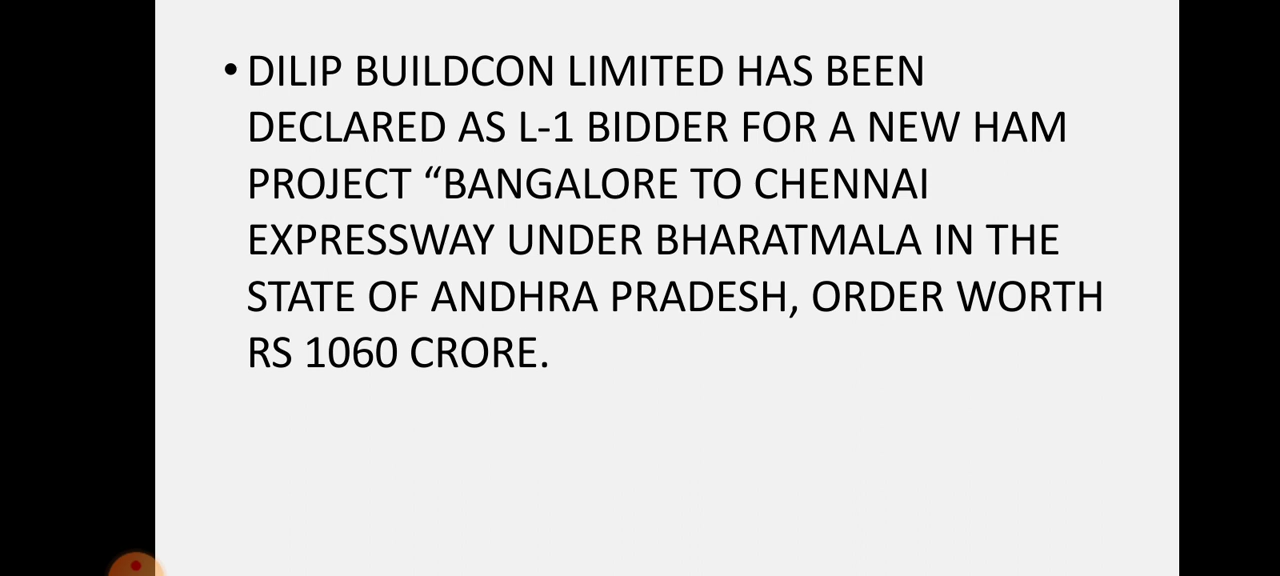 • DILIP BUILDCON LIMITED HAS BEEN
DECLARED AS L-1 BIDDER FOR A NEW HAM
PROJECT “BANGALORE TO CHENNAI
EXPRESSWAY UNDER BHARATMALA IN THE
STATE OF ANDHRA PRADESH, ORDER WORTH
RS 1060 CRORE.